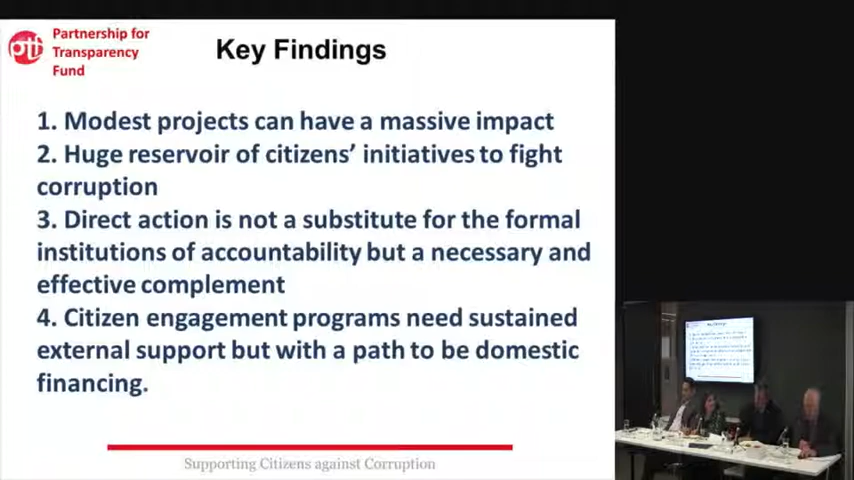 ptf
Partnership for
Transparency
Fund
Key Findings
1. Modest projects can have a massive impact
2. Huge reservoir of citizens' initiatives to fight
corruption
3. Direct action is not a substitute for the formal
institutions of accountability but a necessary and
effective complement
4. Citizen engagement programs need sustained
external support but with a path to be domestic
financing.
Supporting Citizens against Corruption
Key Findings